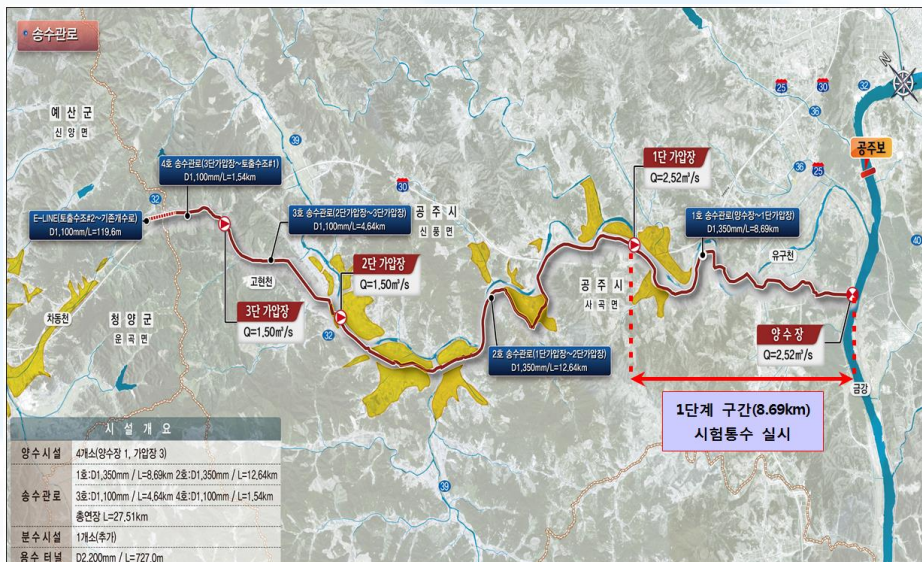 송수관로
N
예산군
신양면
4호 송수관로(3단가압장~토출수조#1)
D1,100mm/L=1.54km
E-LINE(토출수조#2~기존개수로)
D1,100mm/L=119.6m
3호 송수관로(2단가압장~3단가압장)
D1,100mm/L=4.64km
공주시
신풍면
1단 가압장
Q=2.52㎥/s
1호 송수관로(양수장~1단가압장)
D1,350mm/L=8.69km
공주보
유구천
2단 가압장
Q=1.50㎥/s
고현천
3단 가압장
Q=1.50㎥/s
공주시
사곡면
차동천
청양군
운곡면
2호 송수관로(1단가압장~2단가압장)
D1,350mm/L=12.64km
양수장
Q=2.52㎥/s
금강
1단계 구간(8.69km)
시험통수 실시
32
39
30
32
39
25
30
36
32
36
25
40
시설개요
양수시설 4개소(양수장 1, 가압장 3)
송수관로 1호:D1,350mm / L=8.69km 2호:D1,350mm / L=12.64km
3호:D1,100mm / L=4.64km 4호:D1,100mm / L=1.54km
총연장 L=27.51km
분수시설 1개소(추가)
용수 터널 D2,200mm / L=727.0m